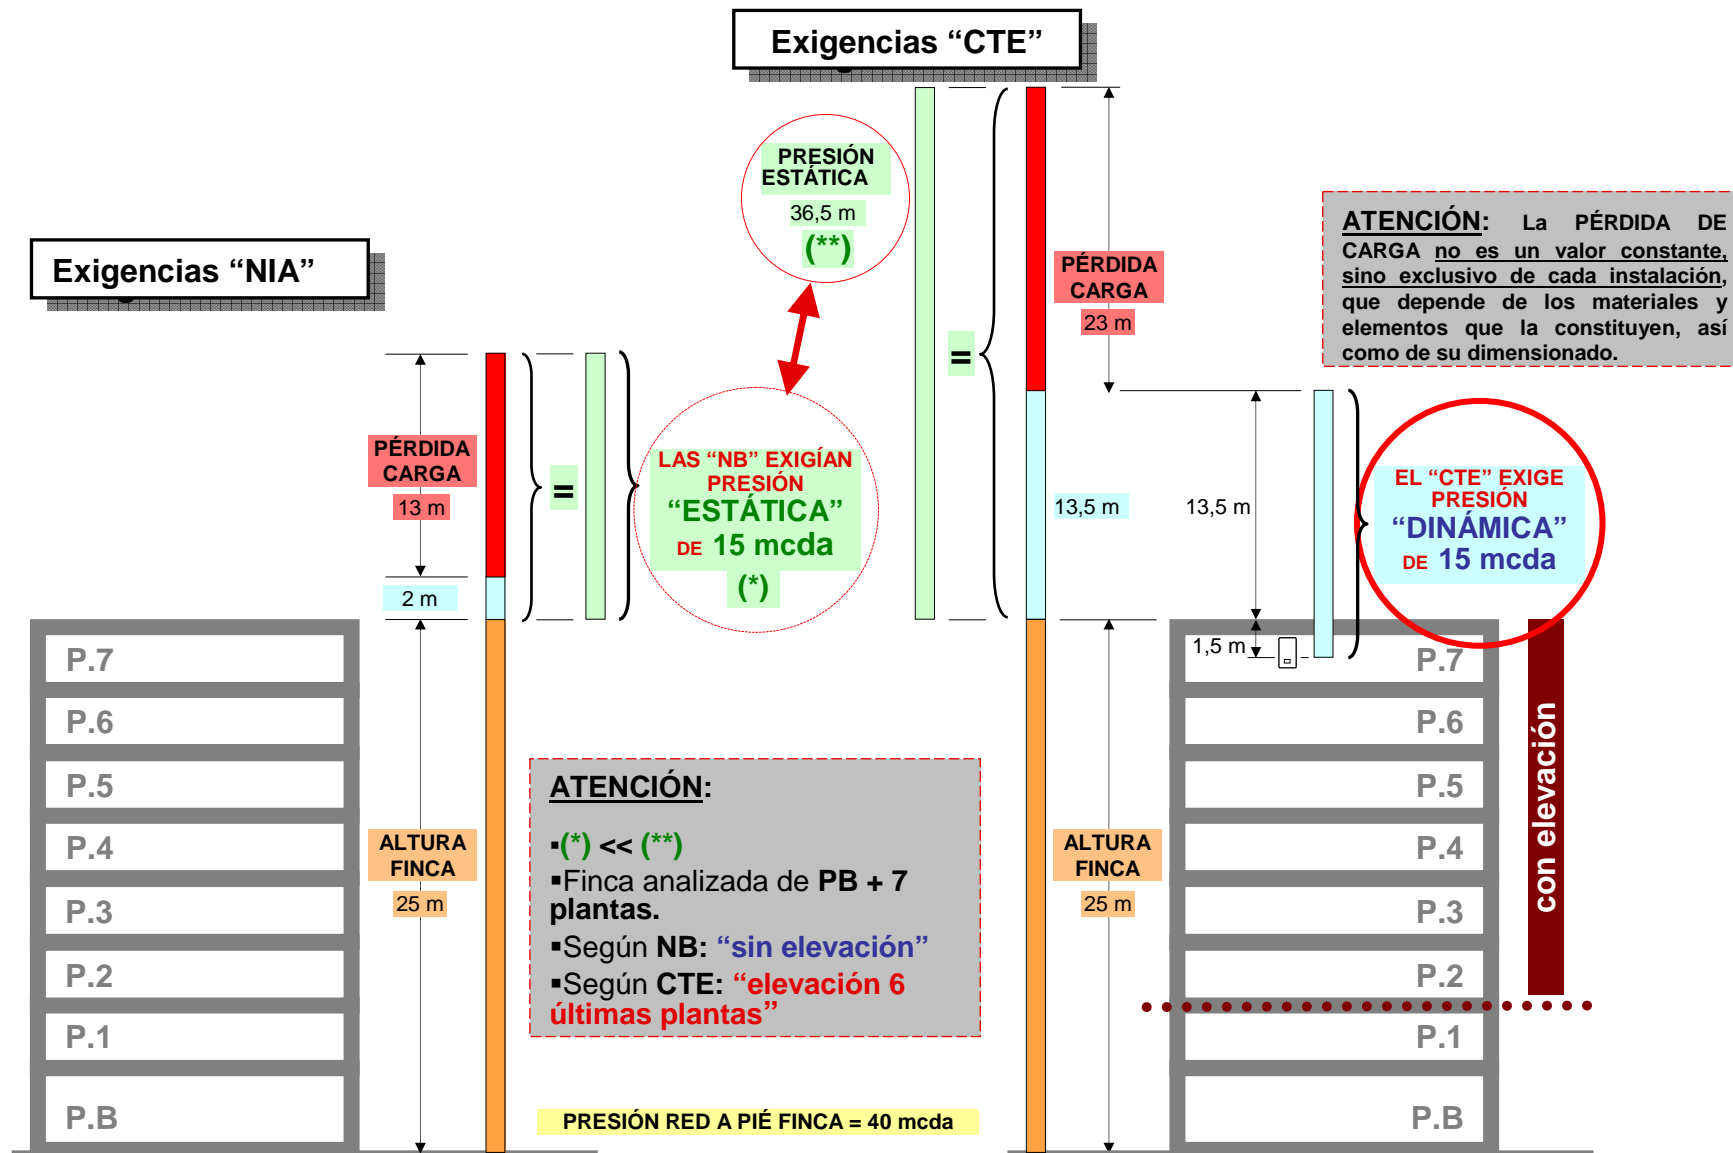 Exigencias “CTE”
PRESIÓN
ESTÁTICA
36,5 m
(**)
=
PÉRDIDA
CARGA
23 m
ATENCIÓN: La PÉRDIDA DE
CARGA no es un valor constante,
sino exclusivo de cada instalación,
que depende de los materiales y
elementos que la constituyen, así
como de su dimensionado.
Exigencias “NIA”
PÉRDIDA
CARGA
13 m
2 m
=
LAS “NB” EXIGÍAN
PRESIÓN
“ESTÁTICA”
DE 15 mcda
(*)
13,5 m
13,5 m
1,5 m
EL “CTE” EXIGE
PRESIÓN
“DINÁMICA”
DE 15 mcda
P.7
P.6
P.5
P.4
P.3
P.2
P.1
P.B
ALTURA
FINCA
25 m
ATENCIÓN:
▪(*) << (**)
▪Finca analizada de PB + 7
plantas.
▪Según NB: “sin elevación”
▪Según CTE: “elevación 6
últimas plantas”
PRESIÓN RED A PIÉ FINCA = 40 mcda
ALTURA
FINCA
25 m
P.7
P.6
P.5
P.4
P.3
P.2
P.1
P.B
con elevación